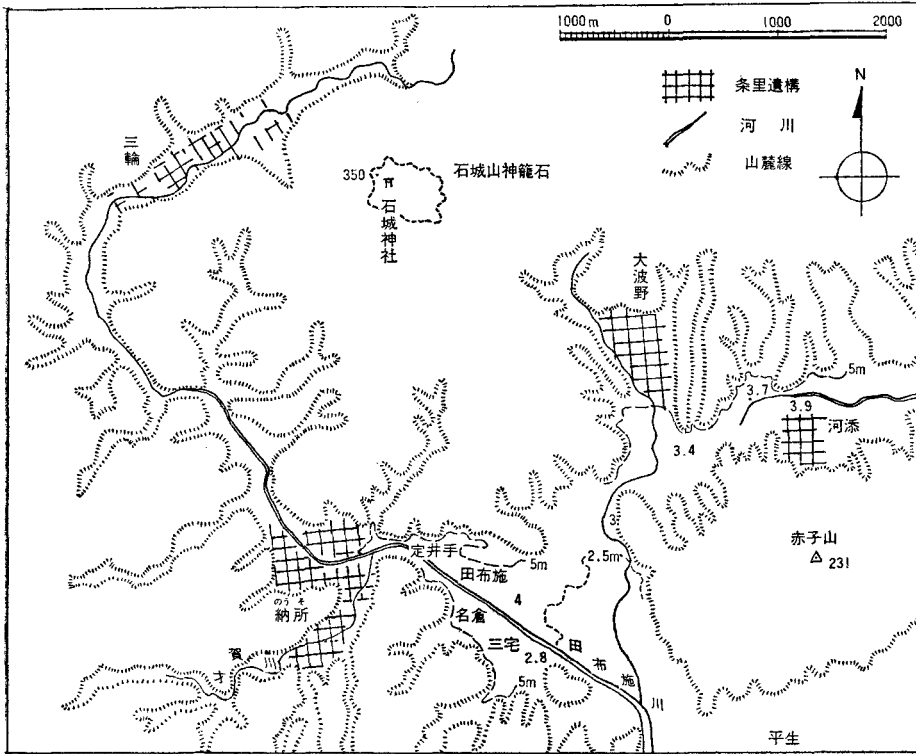 1000m 0 1000 2000
条里遺構
河川
山麓線
N
三輪
350
石城山神籠石
石城神社
大波野
5m
3.7
3.9
河添
3.4
3
赤子山
231
定井手
5m
2.5m
田布施
のうそ
納所
名倉
4
三宅
2.8
田布施川
才賀川
5m
平生